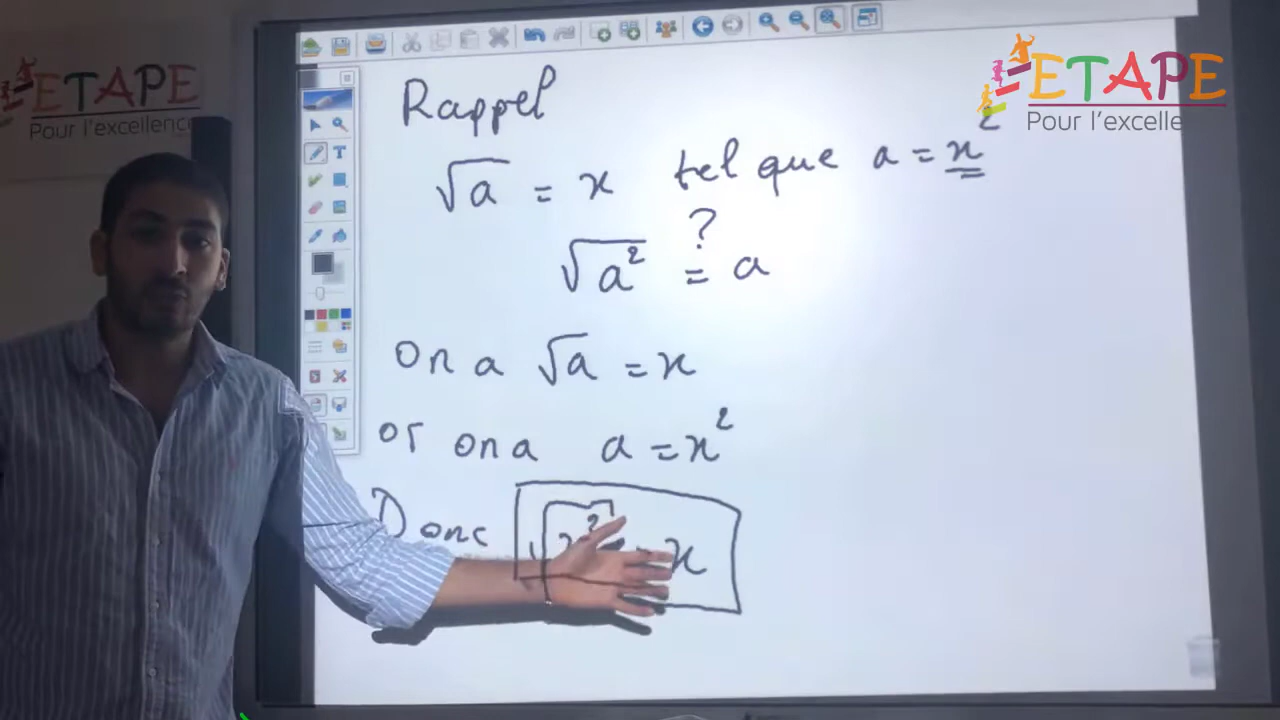 ETAPE
Pour l'excellence
ETAPE
Pour l'excelle
Rappel
√a = x tel que a = x²
?
√a² = a
on a √a = x
or on a a = x²
Donc √x² = x